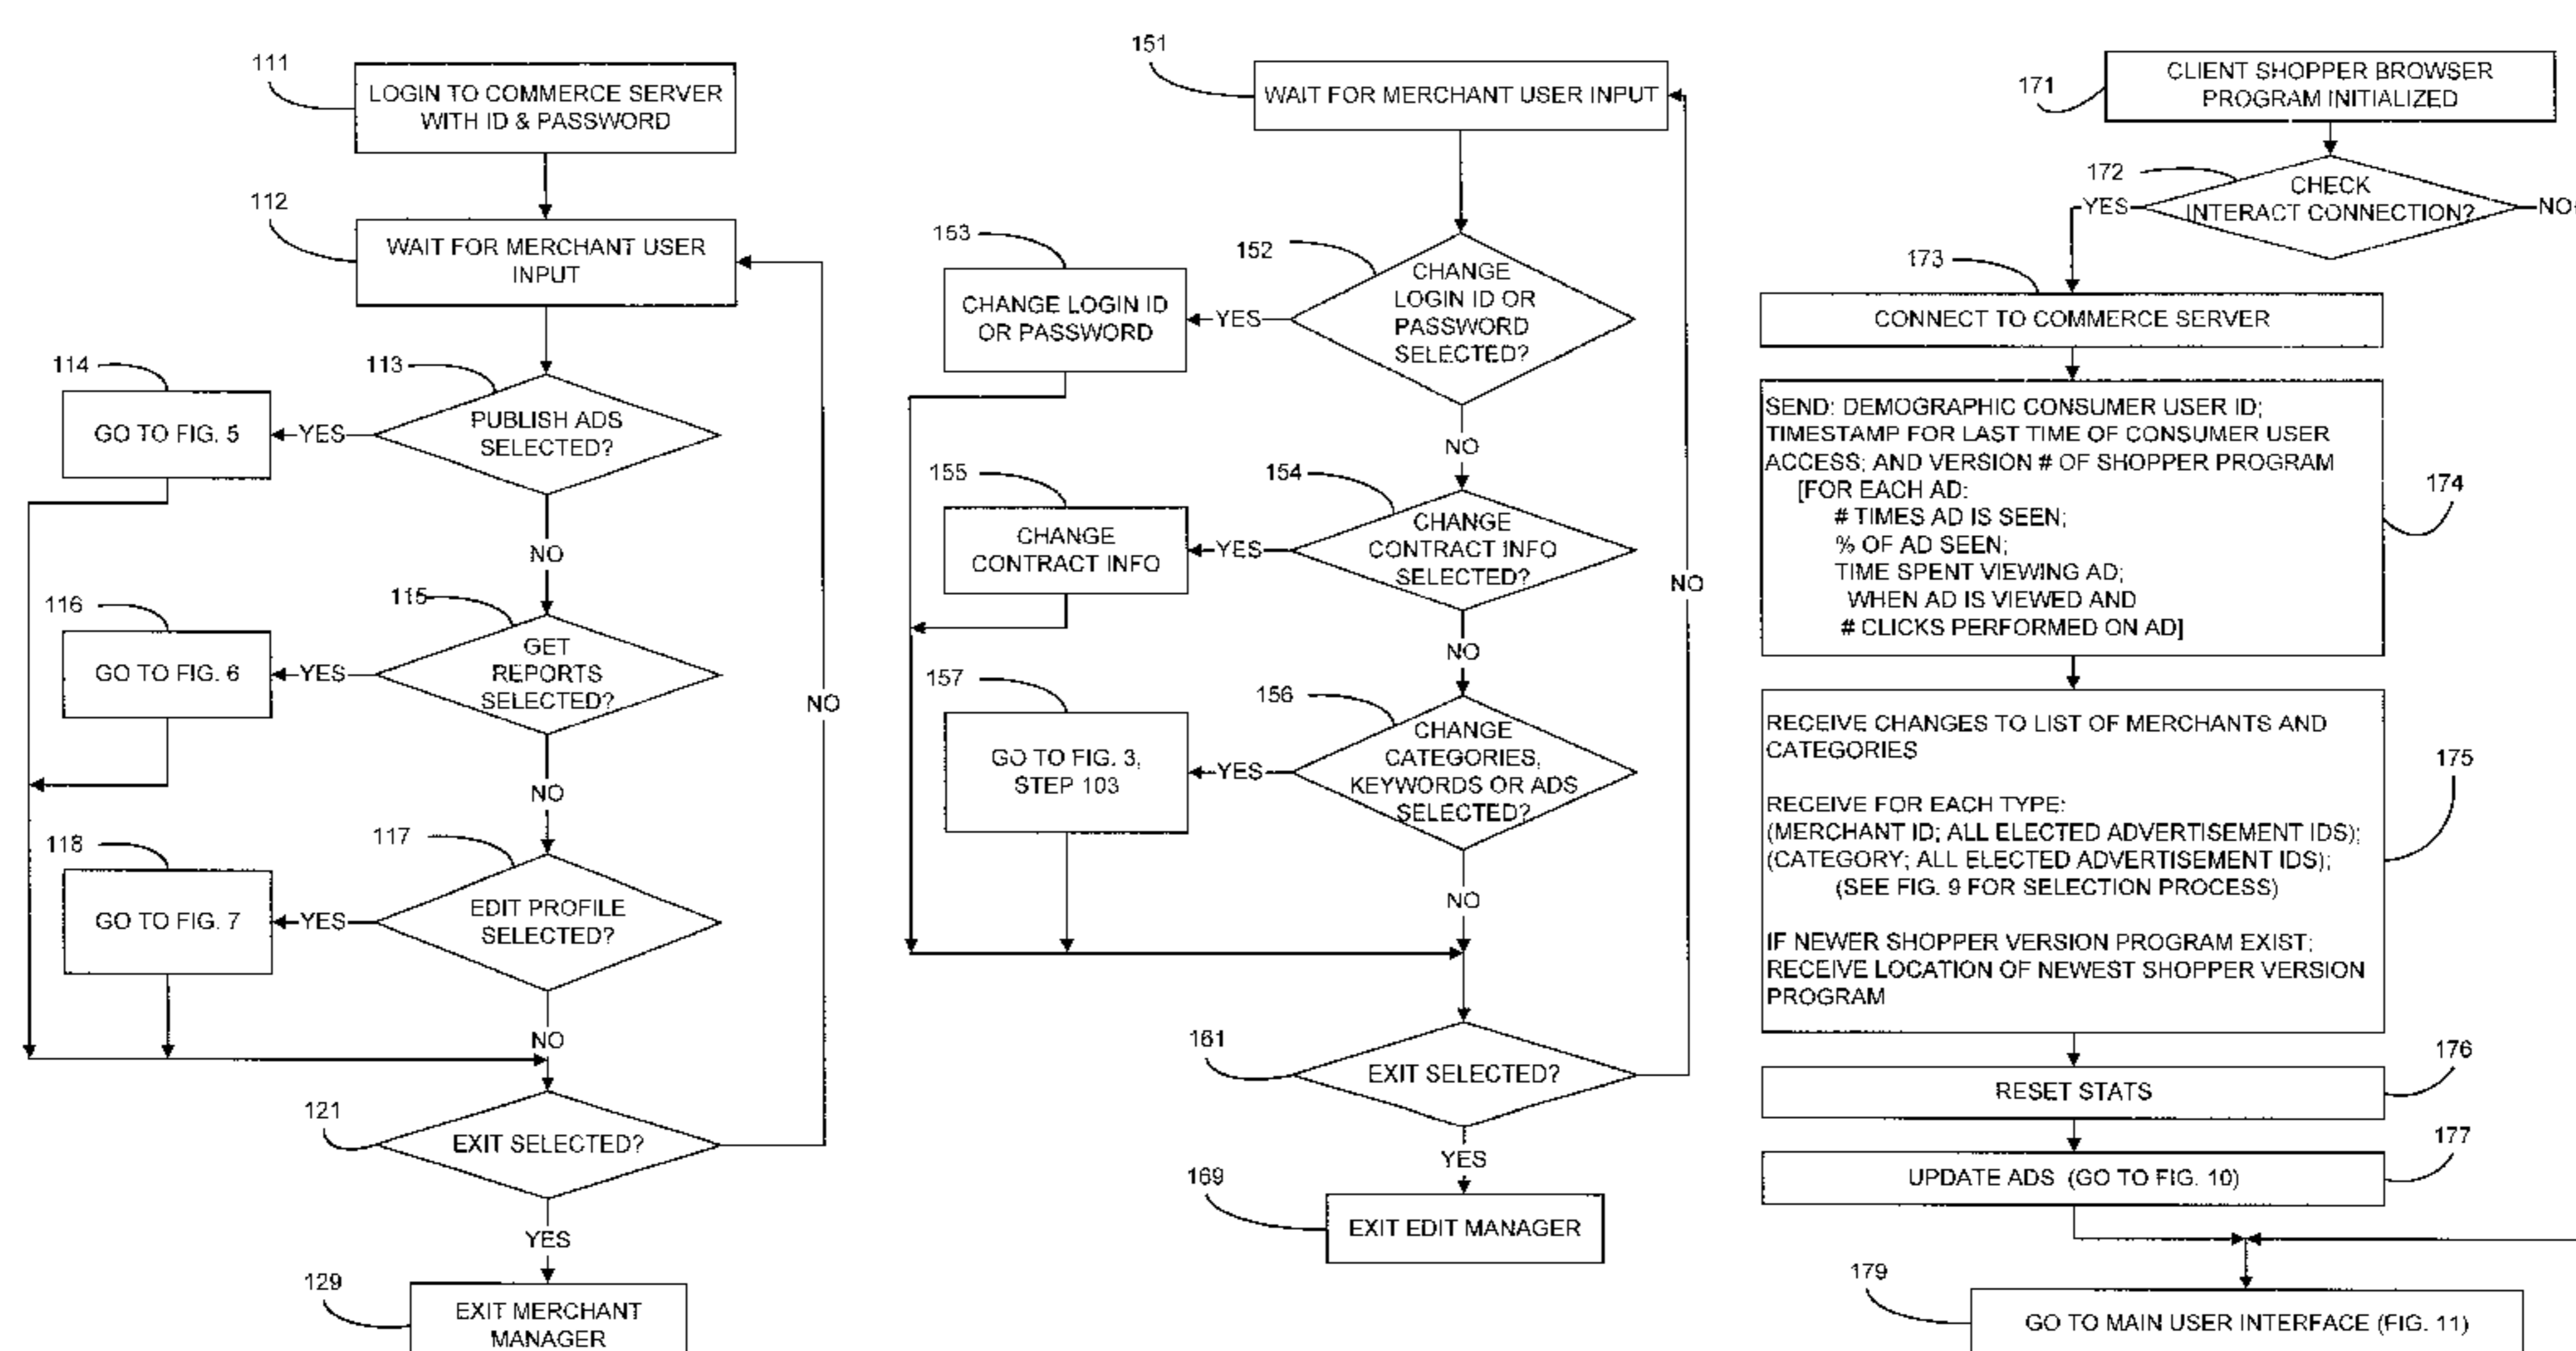 111
LOGIN TO COMMERCE SERVER
WITH ID & PASSWORD
112
WAIT FOR MERCHANT USER
INPUT
113
PUBLISH ADS
SELECTED?
YES
114
GO TO FIG. 5
NO
115
GET
REPORTS
SELECTED?
YES
116
GO TO FIG. 6
NO
117
EDIT PROFILE
SELECTED?
YES
118
GO TO FIG. 7
NO
121
EXIT SELECTED?
NO
YES
129
EXIT MERCHANT
MANAGER
151
WAIT FOR MERCHANT USER INPUT
152
CHANGE
LOGIN ID OR
PASSWORD
SELECTED?
YES
153
CHANGE LOGIN ID
OR PASSWORD
NO
154
CHANGE
CONTRACT INFO
SELECTED?
YES
155
CHANGE
CONTRACT INFO
NO
156
CHANGE
CATEGORIES,
KEYWORDS OR ADS
SELECTED?
YES
157
GO TO FIG. 3,
STEP 103
NO
161
EXIT SELECTED?
NO
YES
169
EXIT EDIT MANAGER
171
CLIENT SHOPPER BROWSER
PROGRAM INITIALIZED
172
CHECK
INTERACT CONNECTION?
YES
NO
173
CONNECT TO COMMERCE SERVER
174
SEND: DEMOGRAPHIC CONSUMER USER ID;
TIMESTAMP FOR LAST TIME OF CONSUMER USER
ACCESS; AND VERSION # OF SHOPPER PROGRAM
[FOR EACH AD:
# TIMES AD IS SEEN;
% OF AD SEEN;
TIME SPENT VIEWING AD;
WHEN AD IS VIEWED AND
# CLICKS PERFORMED ON AD]
175
RECEIVE CHANGES TO LIST OF MERCHANTS AND
CATEGORIES
RECEIVE FOR EACH TYPE:
(MERCHANT ID; ALL ELECTED ADVERTISEMENT IDS);
(CATEGORY; ALL ELECTED ADVERTISEMENT IDS);
(SEE FIG. 9 FOR SELECTION PROCESS)
IF NEWER SHOPPER VERSION PROGRAM EXIST;
RECEIVE LOCATION OF NEWEST SHOPPER VERSION
PROGRAM
176
RESET STATS
177
UPDATE ADS (GO TO FIG. 10)
179
GO TO MAIN USER INTERFACE (FIG. 11)